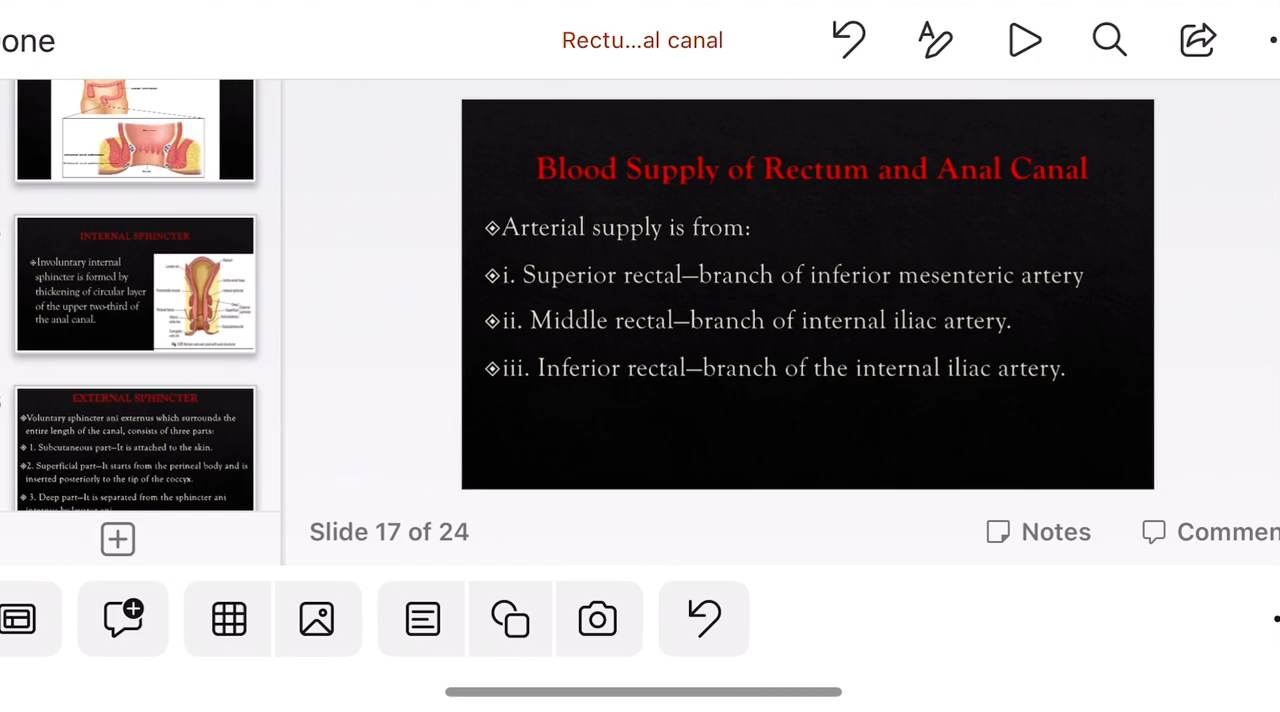 one
Rectu...al canal
INTERNAL SPHINCTER
Involuntary internal
sphincter is formed by
thickening of circular layer
of the upper two-third of
the anal canal.
EXTERNAL SPHINCTER
Voluntary sphincter ani externus which surrounds the
entire length of the canal, consists of three parts:
1. Subcutaneous part—It is attached to the skin.
2. Superficial part—It starts from the perineal body and is
inserted posteriorly to the tip of the coccyx.
3. Deep part—It is separated from the sphincter ani
Blood Supply of Rectum and Anal Canal
Arterial supply is from:
i. Superior rectal—branch of inferior mesenteric artery
ii. Middle rectal—branch of internal iliac artery.
iii. Inferior rectal—branch of the internal iliac artery.
Slide 17 of 24
Notes
Commen